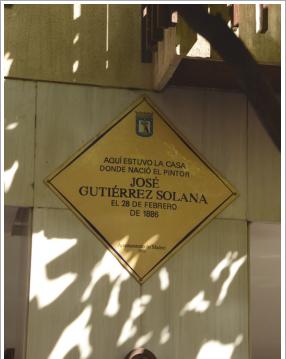 AQUÍ ESTUVO LA CASA
DONDE NACIÓ EL PINTOR
JOSÉ
GUTIÉRREZ SOLANA
EL 28 DE FEBRERO
DE 1886
Ayuntamiento de Madrid